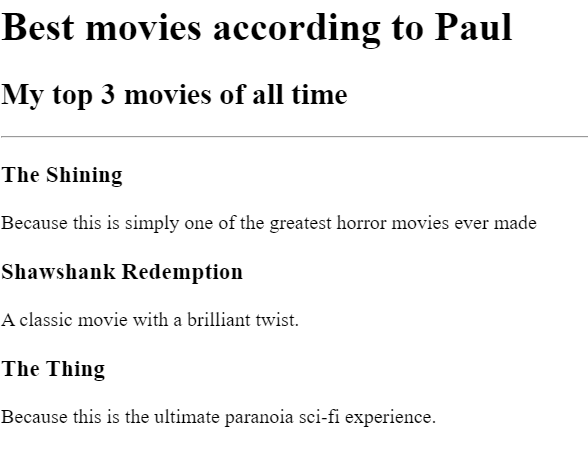 Best movies according to Paul
My top 3 movies of all time
The Shining
Because this is simply one of the greatest horror movies ever made
Shawshank Redemption
A classic movie with a brilliant twist.
The Thing
Because this is the ultimate paranoia sci-fi experience.